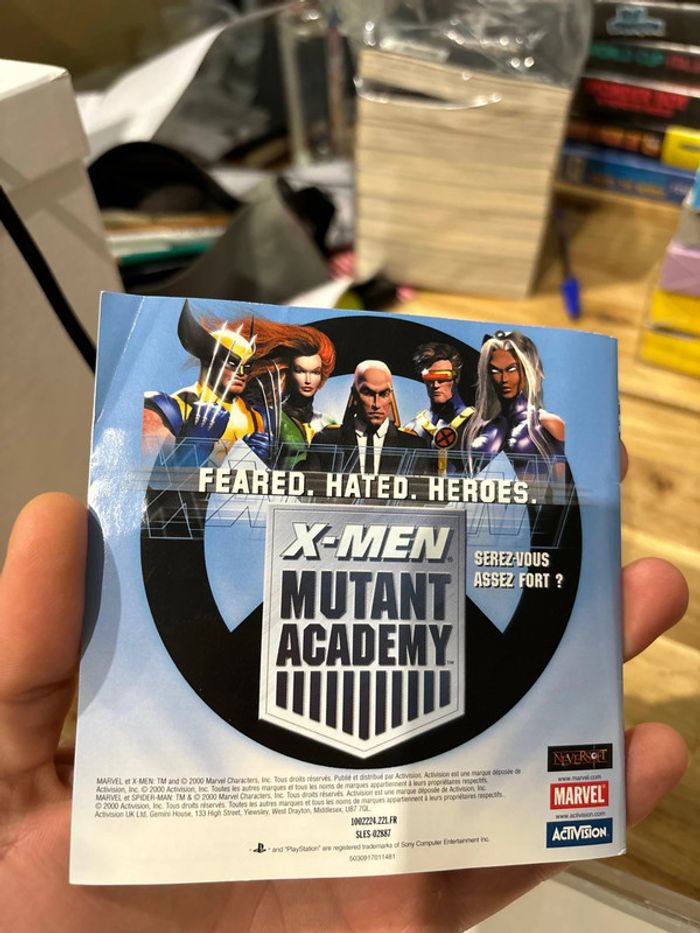 FEARED. HATED. HEROES.
X-MEN
MUTANT
ACADEMY™
SEREZ-VOUS
ASSEZ FORT ?
NEVERSOFT
www.marvel.com
MARVEL
www.activision.com
ACTIVISION.
MARVEL et X-MEN: TM and © 2000 Marvel Characters, Inc. Tous droits réservés. Publié et distribué par Activision. Activision est une marque déposée de
Activision, Inc. © 2000 Activision, Inc. Toutes les autres marques et tous les noms de marques appartiennent à leurs propriétaires respectifs.
MARVEL et SPIDER-MAN: TM & © 2000 Marvel Characters, Inc. Tous droits réservés. Activision est une marque déposée de Activision, Inc.
© 2000 Activision, Inc. Tous droits réservés. Toutes les autres marques et tous les noms de marques appartiennent à leurs propriétaires respectifs.
Activision UK Ltd, Gemini House, 133 High Street, Yiewsley, West Drayton, Middlesex, UB7 7QL.
1002224.221.FR
SLES-02887
and "PlayStation" are registered trademarks of Sony Computer Entertainment Inc.
5030917011481